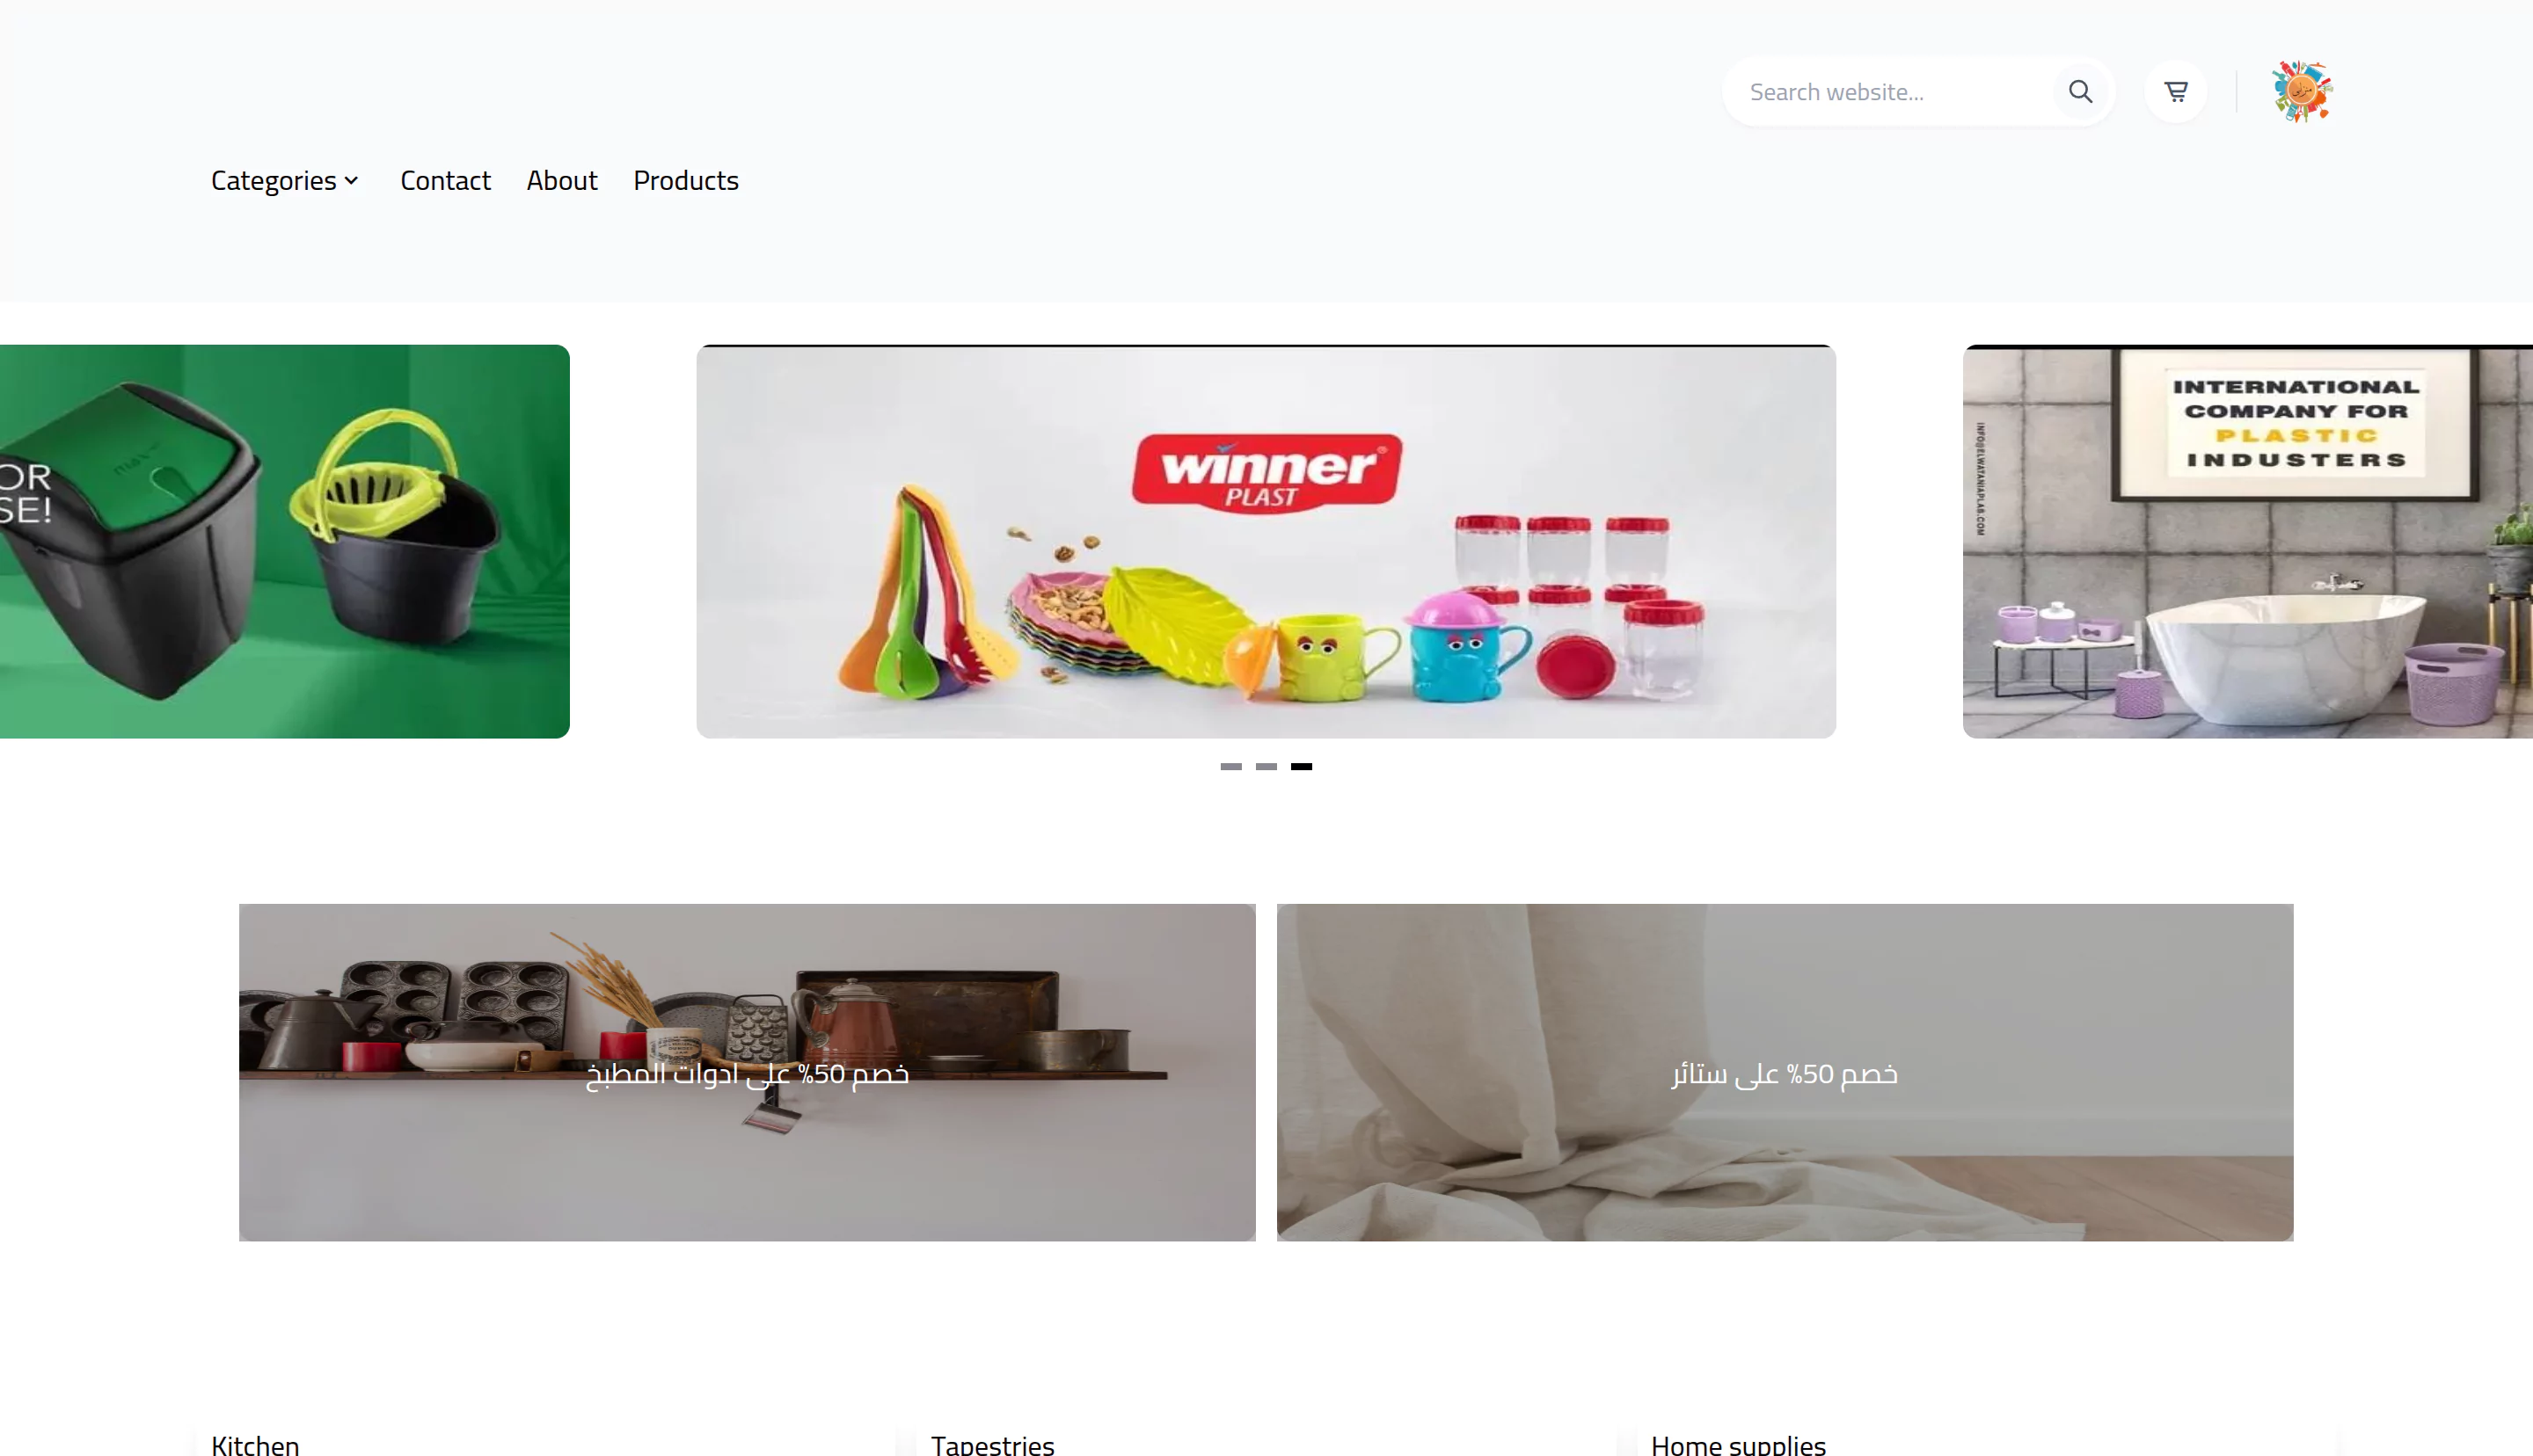 Search website...
Categories
Contact
About
Products
OR
SE!
winner
PLAST
INTERNATIONAL
COMPANY FOR
PLASTIC
INDUSTERS
INFO@ELWATANIAPLAS.COM
خصم 50% على ادوات المطبخ
خصم 50% على ستائر
Kitchen
Tapestries
Home supplies